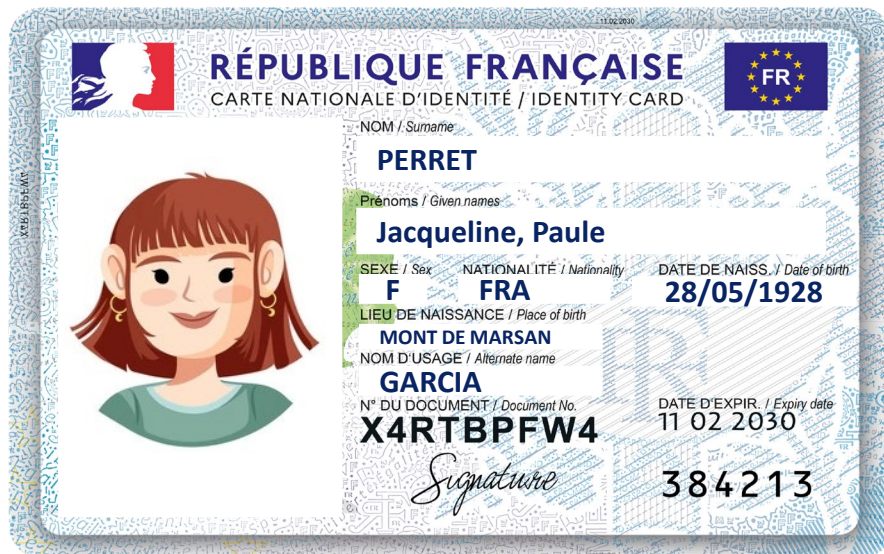 11.02.2030
RÉPUBLIQUE FRANÇAISE
FR
CARTE NATIONALE D'IDENTITÉ / IDENTITY CARD
NOM / Surname
PERRET
Prénoms / Given names
Jacqueline, Paule
SEXE / Sex NATIONALITÉ / Nationality DATE DE NAISS. / Date of birth
F FRA 28/05/1928
LIEU DE NAISSANCE / Place of birth
MONT DE MARSAN
NOM D'USAGE / Alternate name
GARCIA
N° DU DOCUMENT / Document No. DATE D'EXPIR. / Expiry date
X4RTBPFW4 11 02 2030
Signature 384213
X4RTBPFW4